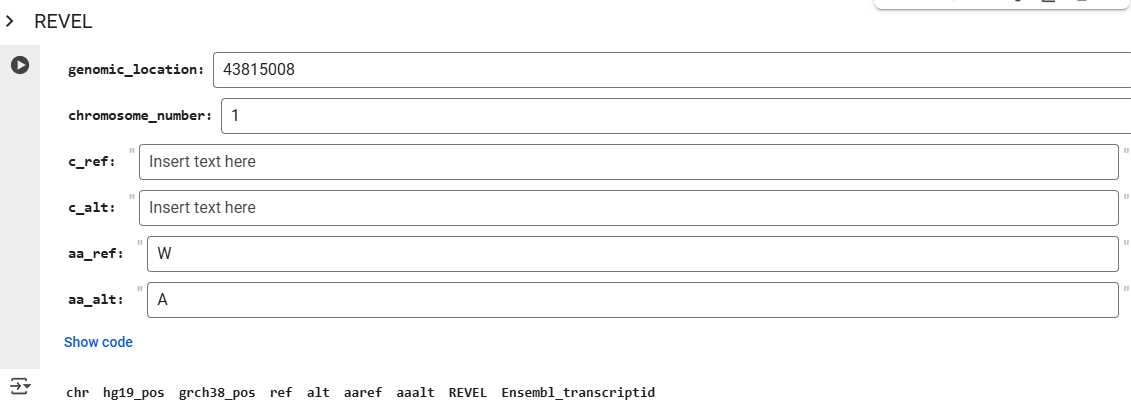 REVEL
genomic_location: 43815008
chromosome_number: 1
c_ref: " Insert text here "
c_alt: " Insert text here "
aa_ref: " W "
aa_alt: " A "
Show code
chr hg19_pos grch38_pos ref alt aaref aaalt REVEL Ensembl_transcriptid